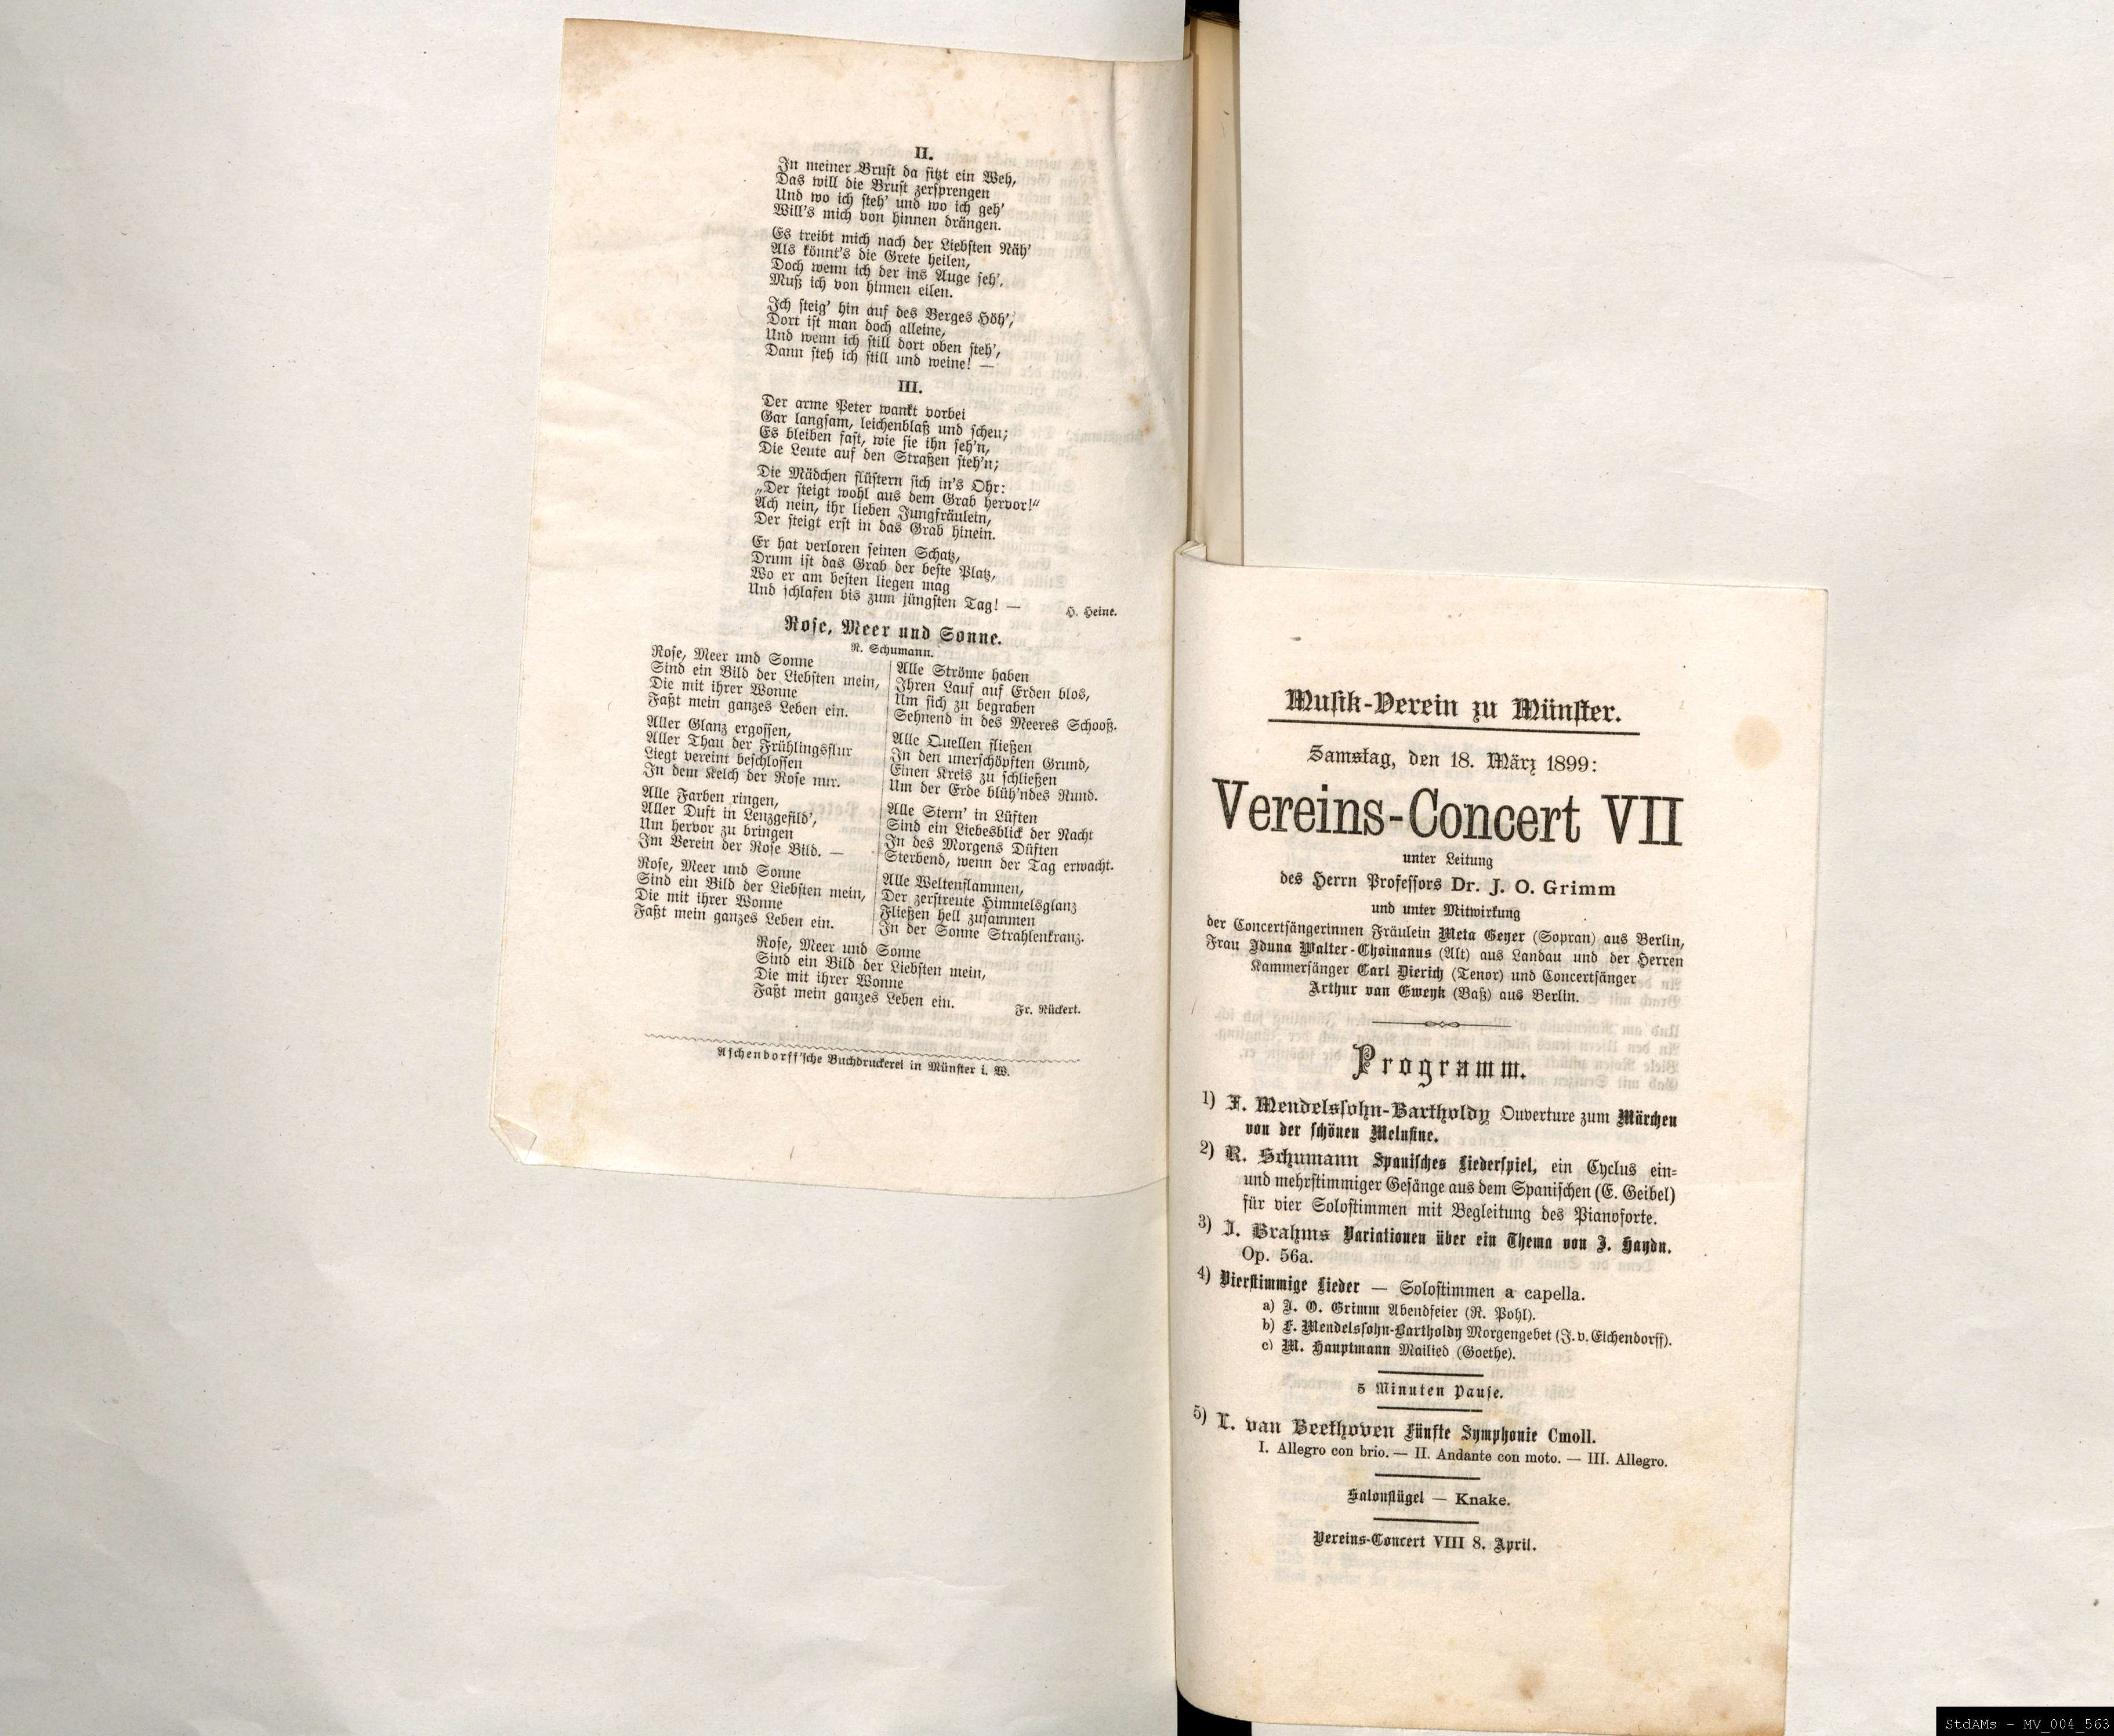 II.
In meiner Brust da sitzt ein Weh,
Das will die Brust zersprengen
Und wo ich steh' und wo ich geh'
Will's mich von hinnen drängen.
Es treibt mich nach der Liebsten Näh'
Als könnt's die Grete heilen,
Doch wenn ich der ins Auge seh',
Muß ich von hinnen eilen.
Ich steig' hin auf des Berges Höh',
Dort ist man doch alleine,
Und wenn ich still dort oben steh',
Dann steh ich still und weine! —
III.
Der arme Peter wankt vorbei
Gar langsam, leichenblaß und scheu;
Es bleiben fast, wie sie ihn seh'n,
Die Leute auf den Straßen steh'n;
Die Mädchen flüstern sich in's Ohr:
„Der steigt wohl aus dem Grab hervor!"
Ach nein, ihr lieben Jungfräulein,
Der steigt erst in das Grab hinein.
Er hat verloren seinen Schatz,
Drum ist das Grab der beste Platz,
Wo er am besten liegen mag
Und schlafen bis zum jüngsten Tag! —
H. Heine.
Rose, Meer und Sonne.
R. Schumann.
Rose, Meer und Sonne
Sind ein Bild der Liebsten mein,
Die mit ihrer Wonne
Faßt mein ganzes Leben ein.
Aller Glanz ergossen,
Aller Thau der Frühlingsflur
Liegt vereint beschlossen
In dem Kelch der Rose nur.
Alle Farben ringen,
Aller Duft in Lenzgefild',
Um hervor zu bringen
Im Verein der Rose Bild. —
Rose, Meer und Sonne
Sind ein Bild der Liebsten mein,
Die mit ihrer Wonne
Faßt mein ganzes Leben ein.
Alle Ströme haben
Ihren Lauf auf Erden blos,
Um sich zu begraben
Sehnend in des Meeres Schooß.
Alle Quellen fließen
In den unerschöpften Grund,
Einen Kreis zu schließen
Um der Erde blüh'ndes Rund.
Alle Stern' in Lüften
Sind ein Liebesblick der Nacht
In des Morgens Düften
Sterbend, wenn der Tag erwacht.
Alle Weltenflammen,
Der zerstreute Himmelsglanz
Fließen hell zusammen
In der Sonne Strahlenkranz.
Rose, Meer und Sonne
Sind ein Bild der Liebsten mein,
Die mit ihrer Wonne
Faßt mein ganzes Leben ein.
Fr. Rückert.
Aschendorff'sche Buchdruckerei in Münster i. W.
Musik-Verein zu Münster.
Samstag, den 18. März 1899:
Vereins-Concert VII
unter Leitung
des Herrn Professors Dr. J. O. Grimm
und unter Mitwirkung
der Concertsängerinnen Fräulein Meta Geyer (Sopran) aus Berlin,
Frau Iduna Walter-Choinanus (Alt) aus Landau und der Herren
Kammersänger Carl Dierich (Tenor) und Concertsänger
Arthur van Eweyk (Baß) aus Berlin.
Programm.
1) F. Mendelssohn-Bartholdy Ouverture zum Märchen
von der schönen Melusine.
2) R. Schumann Spanisches Liederspiel, ein Cyclus ein-
und mehrstimmiger Gesänge aus dem Spanischen (E. Geibel)
für vier Solostimmen mit Begleitung des Pianoforte.
3) J. Brahms Variationen über ein Thema von J. Haydn.
Op. 56a.
4) Vierstimmige Lieder — Solostimmen a capella.
a) J. O. Grimm Abendfeier (R. Pohl).
b) F. Mendelssohn-Bartholdy Morgengebet (J. v. Eichendorff).
c) M. Hauptmann Mailied (Goethe).
5 Minuten Pause.
5) L. van Beethoven Fünfte Symphonie Cmoll.
I. Allegro con brio. — II. Andante con moto. — III. Allegro.
Salonflügel — Knake.
Vereins-Concert VIII 8. April.
StdAMs - MV_004_563